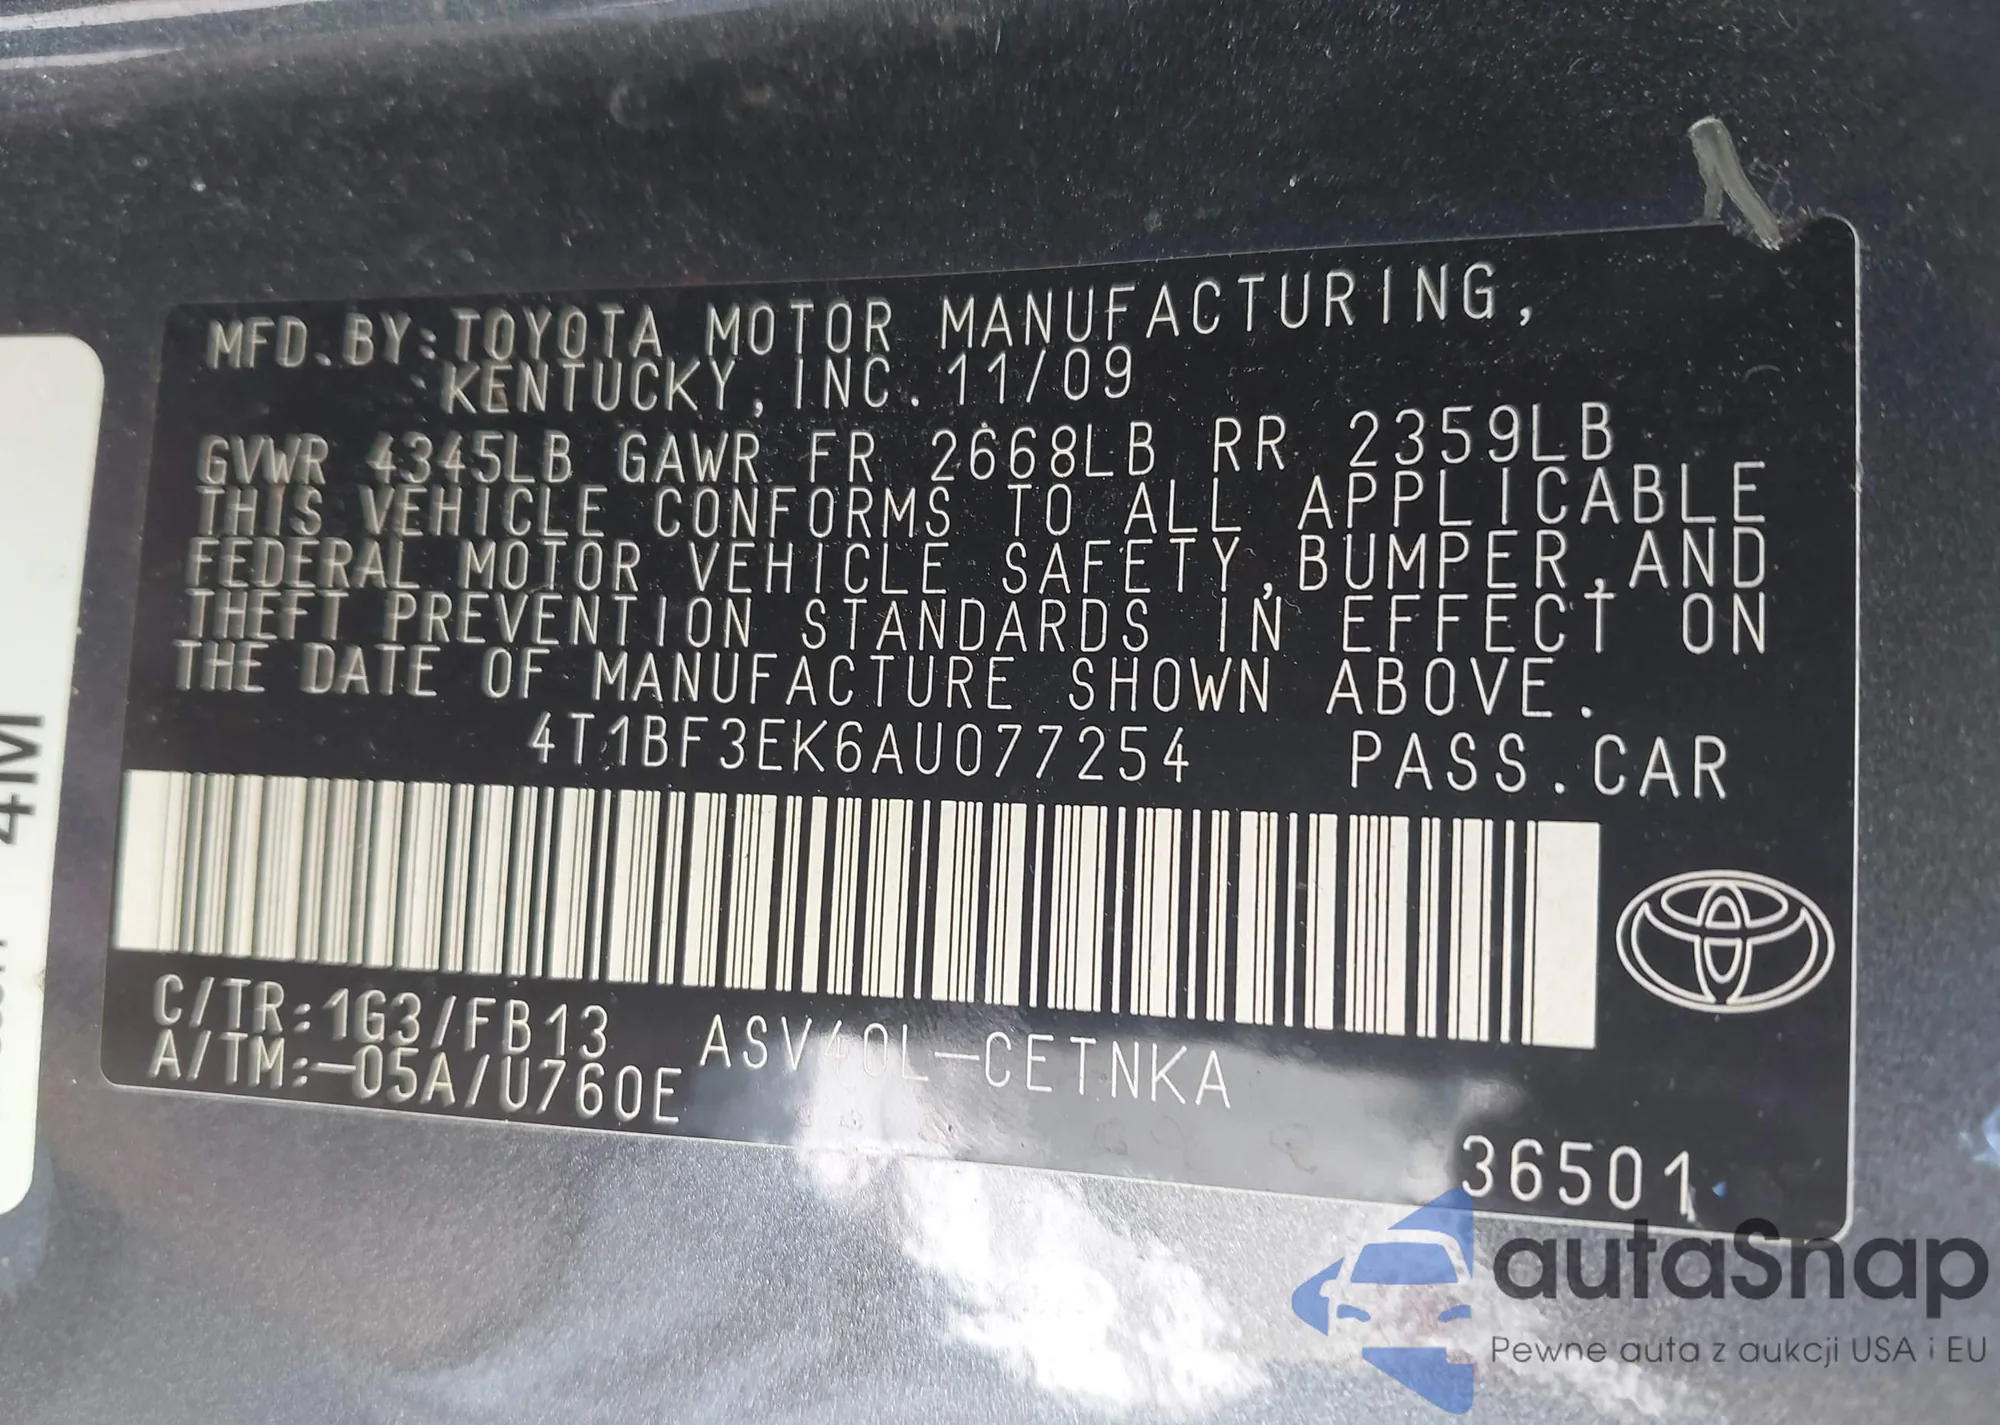 MFD.BY:TOYOTA MOTOR MANUFACTURING,
KENTUCKY, INC. 11/09
GVWR 4345LB GAWR FR 2668LB RR 2359LB
THIS VEHICLE CONFORMS TO ALL APPLICABLE
FEDERAL MOTOR VEHICLE SAFETY,BUMPER,AND
THEFT PREVENTION STANDARDS IN EFFECT ON
THE DATE OF MANUFACTURE SHOWN ABOVE.
4T1BF3EK6AU077254 PASS.CAR
C/TR:1G3/FB13 ASV40L-CETNKA
A/TM:-05A/U760E
36501
4M
autaSnap
Pewne auta z aukcji USA i EU